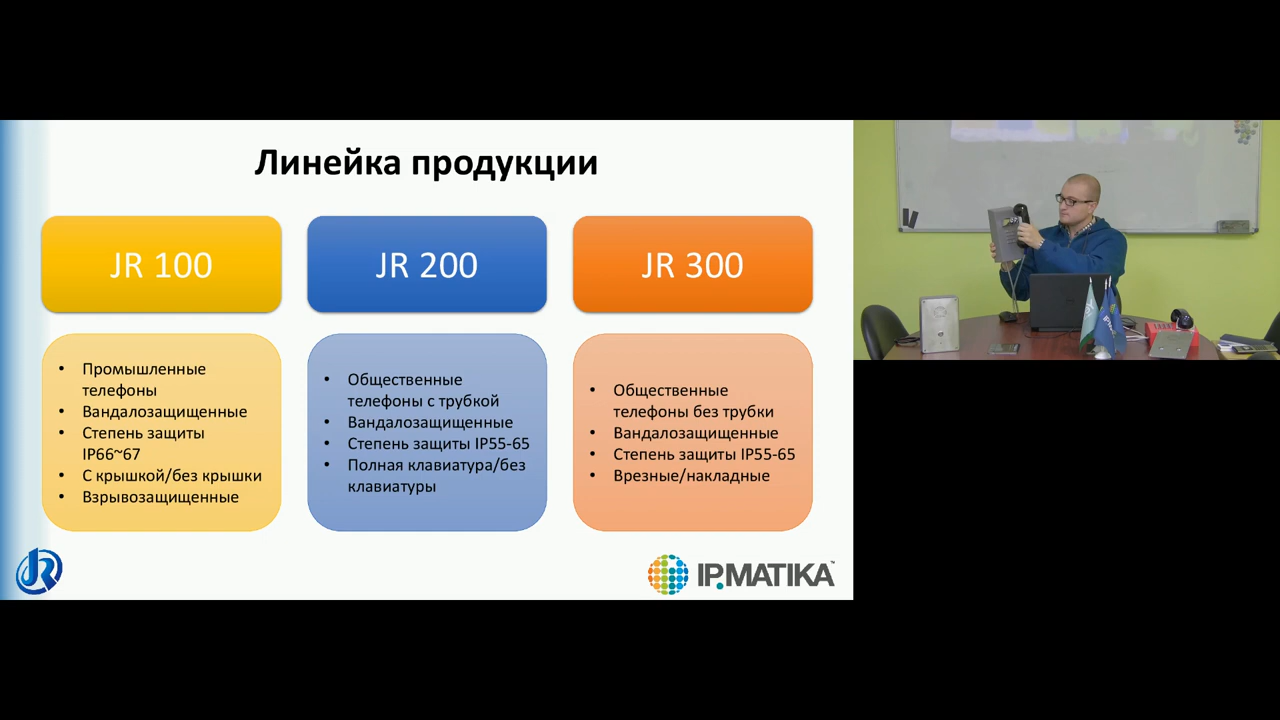 Линейка продукции
JR 100
JR 200
JR 300
• Промышленные
телефоны
• Вандалозащищенные
• Степень защиты
IP66~67
• С крышкой/без крышки
• Взрывозащищенные
• Общественные
телефоны с трубкой
• Вандалозащищенные
• Степень защиты IP55-65
• Полная клавиатура/без
клавиатуры
• Общественные
телефоны без трубки
• Вандалозащищенные
• Степень защиты IP55-65
• Врезные/накладные
JR
IPMATIKA™